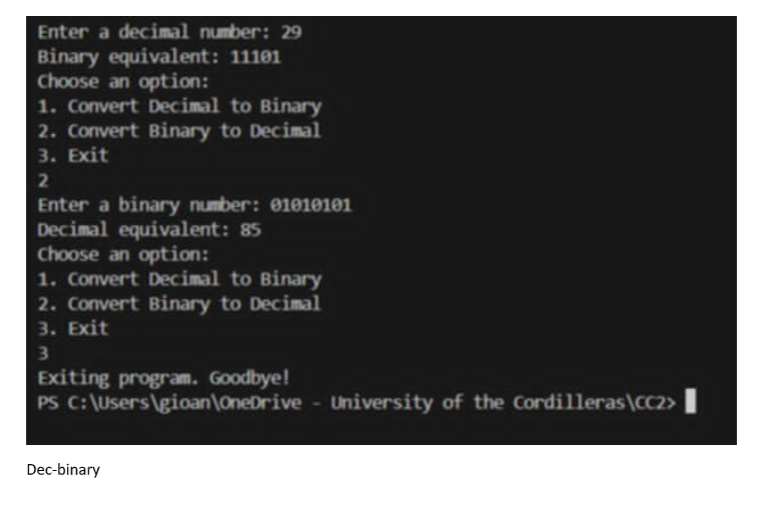 Enter a decimal number: 29
Binary equivalent: 11101
Choose an option:
1. Convert Decimal to Binary
2. Convert Binary to Decimal
3. Exit
2
Enter a binary number: 01010101
Decimal equivalent: 85
Choose an option:
1. Convert Decimal to Binary
2. Convert Binary to Decimal
3. Exit
3
Exiting program. Goodbye!
PS C:\Users\gioan\OneDrive - University of the Cordilleras\CC2>
Dec-binary